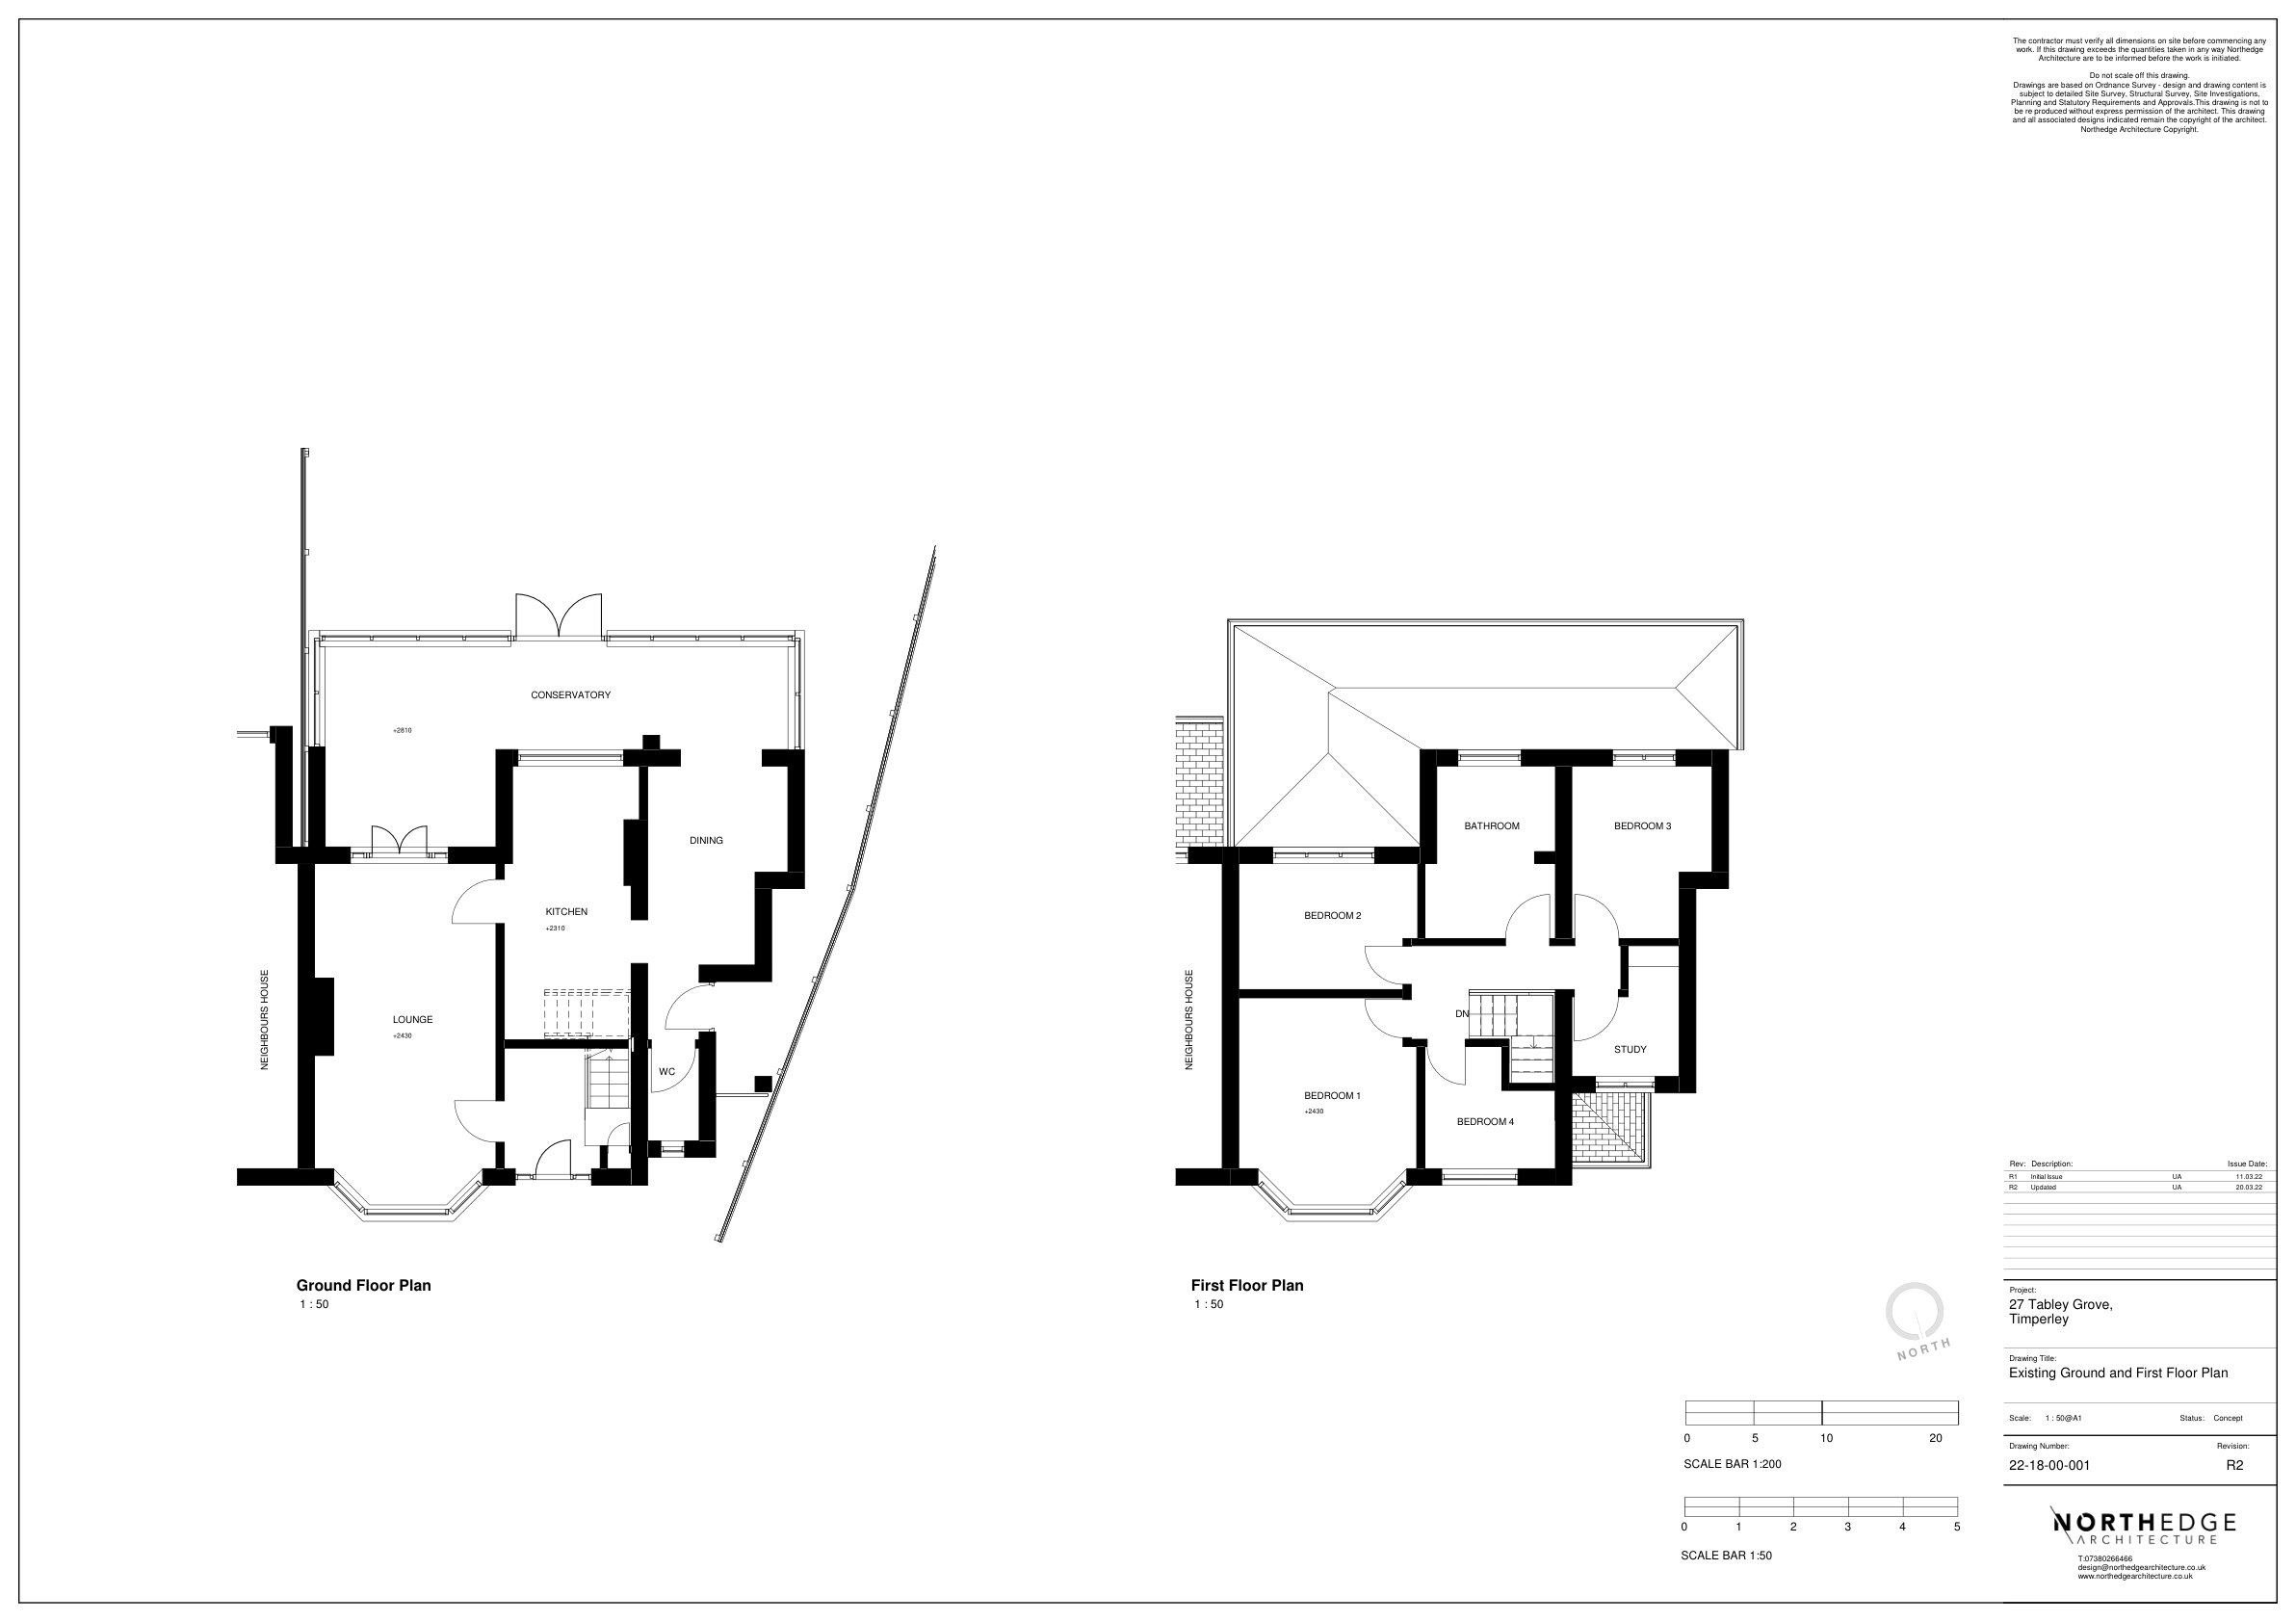 The contractor must verify all dimensions on site before commencing any
work. If this drawing exceeds the quantities taken in any way Northedge
Architecture are to be informed before the work is initiated.
Do not scale off this drawing.
Drawings are based on Ordnance Survey - design and drawing content is
subject to detailed Site Survey, Structural Survey, Site Investigations,
Planning and Statutory Requirements and Approvals.This drawing is not to
be re produced without express permission of the architect. This drawing
and all associated designs indicated remain the copyright of the architect.
Northedge Architecture Copyright.
CONSERVATORY
+2810
DINING
KITCHEN
+2310
LOUNGE
+2430
WC
NEIGHBOURS HOUSE
Ground Floor Plan
1 : 50
BATHROOM
BEDROOM 3
BEDROOM 2
DN
STUDY
BEDROOM 1
+2430
BEDROOM 4
NEIGHBOURS HOUSE
First Floor Plan
1 : 50
NORTH
0 5 10 20
SCALE BAR 1:200
0 1 2 3 4 5
SCALE BAR 1:50
Rev: Description: Issue Date:
R1 Initial Issue UA 11.03.22
R2 Updated UA 20.03.22
Project:
27 Tabley Grove,
Timperley
Drawing Title:
Existing Ground and First Floor Plan
Scale: 1 : 50@A1 Status: Concept
Drawing Number: Revision:
22-18-00-001 R2
NORTHEDGE
ARCHITECTURE
T:07380266466
design@northedgearchitecture.co.uk
www.northedgearchitecture.co.uk